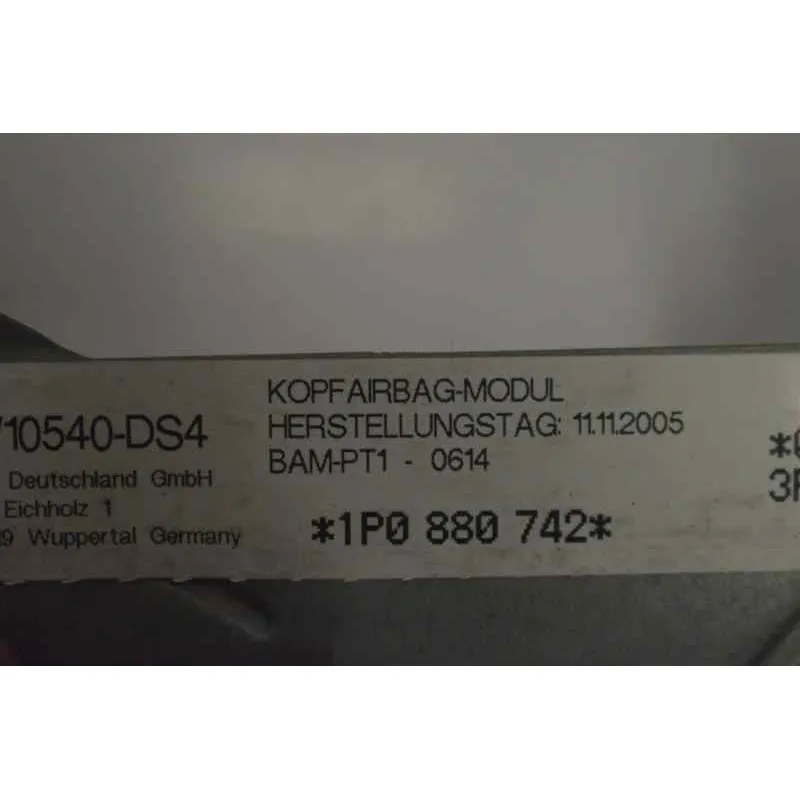 710540-DS4
Deutschland GmbH
Eichholz 1
Wuppertal Germany
KOPFAIRBAG-MODUL
HERSTELLUNGSTAG: 11.11.2005
BAM-PT1 - 0614
*1P0 880 742*